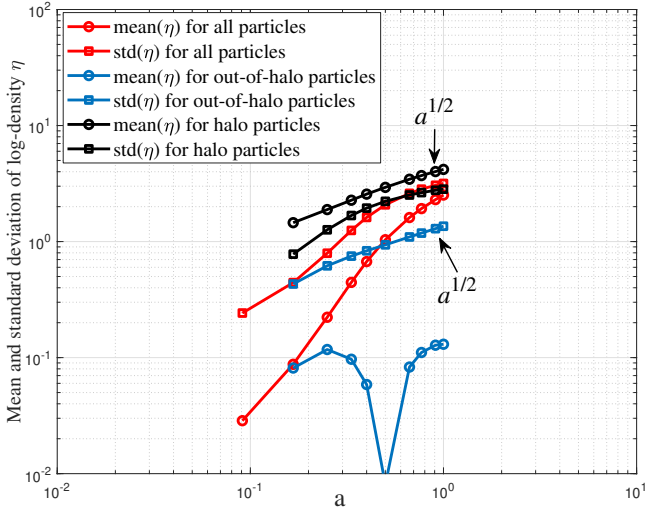 10^3
mean(η) for all particles
std(η) for all particles
mean(η) for out-of-halo particles
std(η) for out-of-halo particles
mean(η) for halo particles
std(η) for halo particles
a^{1/2}
a^{1/2}
Mean and standard deviation of log-density η
10^2
10^1
10^0
10^{-1}
10^{-2}
10^{-2}
10^{-1}
10^0
10^1
a